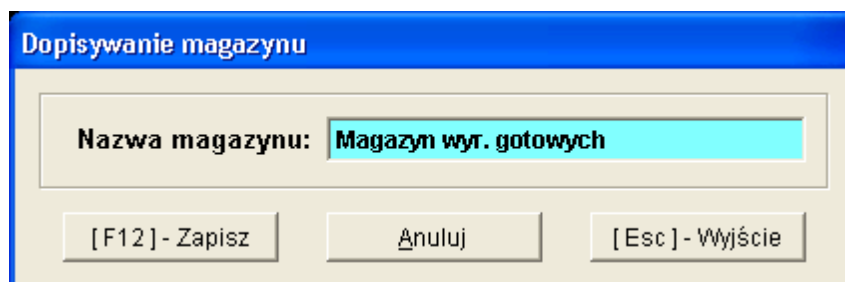 Dopisywanie magazynu
Nazwa magazynu: Magazyn wyr. gotowych
[ F12 ] - Zapisz Anuluj [ Esc ] - Wyjście